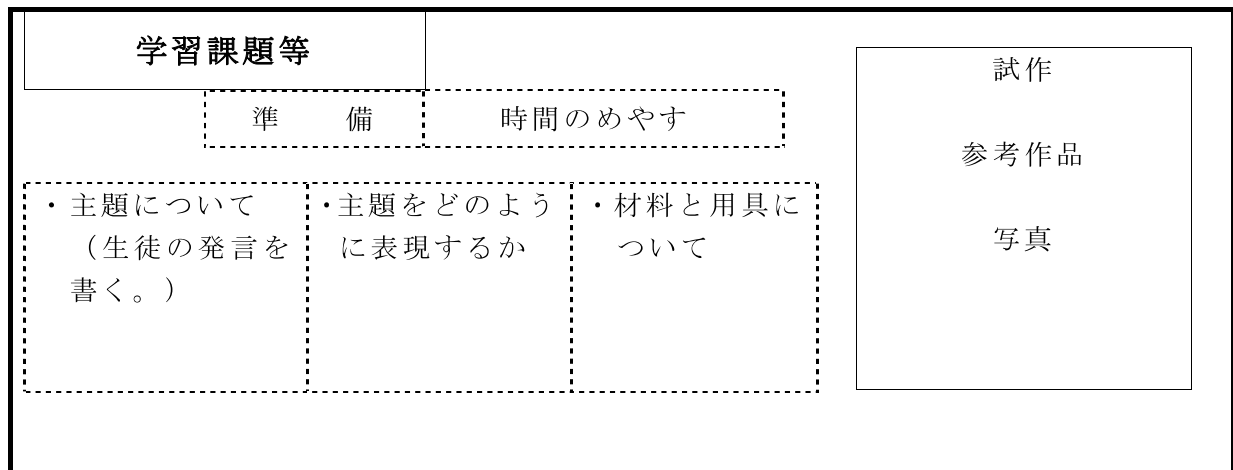 学習課題等
準　　備
時間のめやす
・主題について
（生徒の発言を
書く。）
・主題をどのよう
に表現するか
・材料と用具に
ついて
試作
参考作品
写真